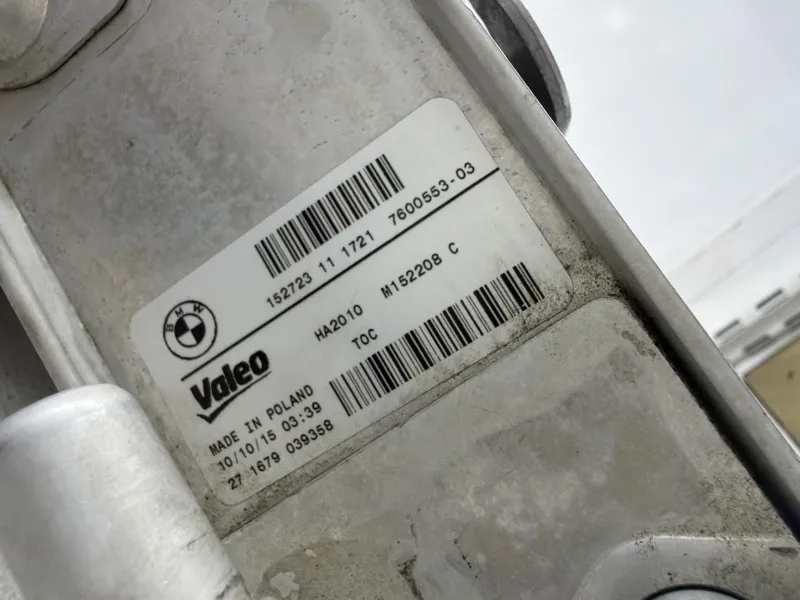 152723 11 1721 7600553-03
BMW
HA2010 M152208 C
Valeo
TOC
MADE IN POLAND
10/10/15 03:39
27 1679 039358